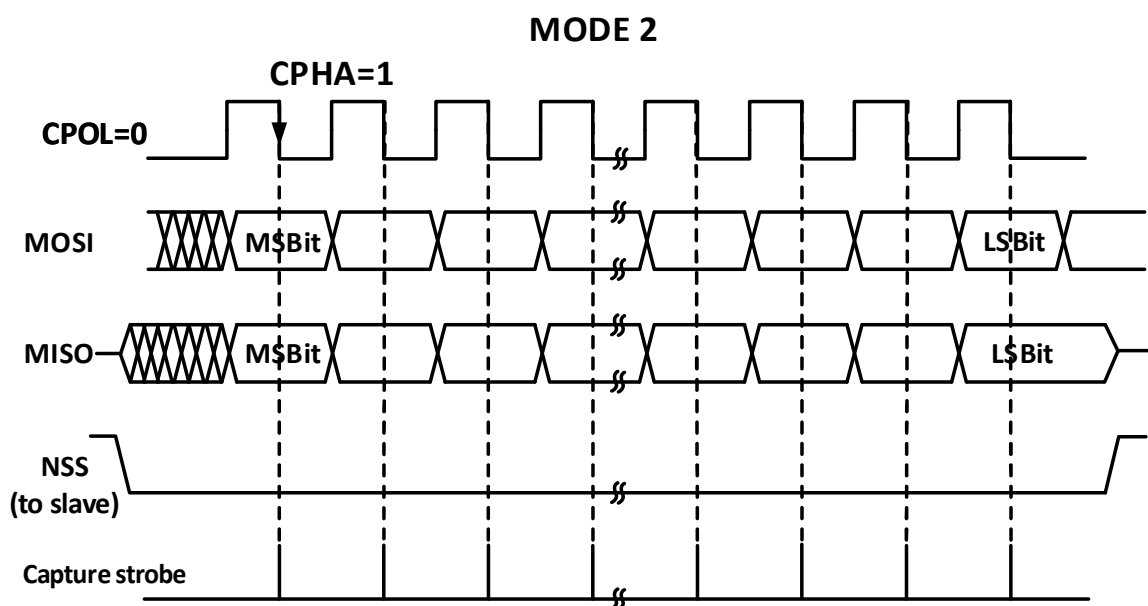 MODE 2
CPHA=1
CPOL=0
MOSI
MSBit
LSBit
MISO
MSBit
LSBit
NSS
(to slave)
Capture strobe